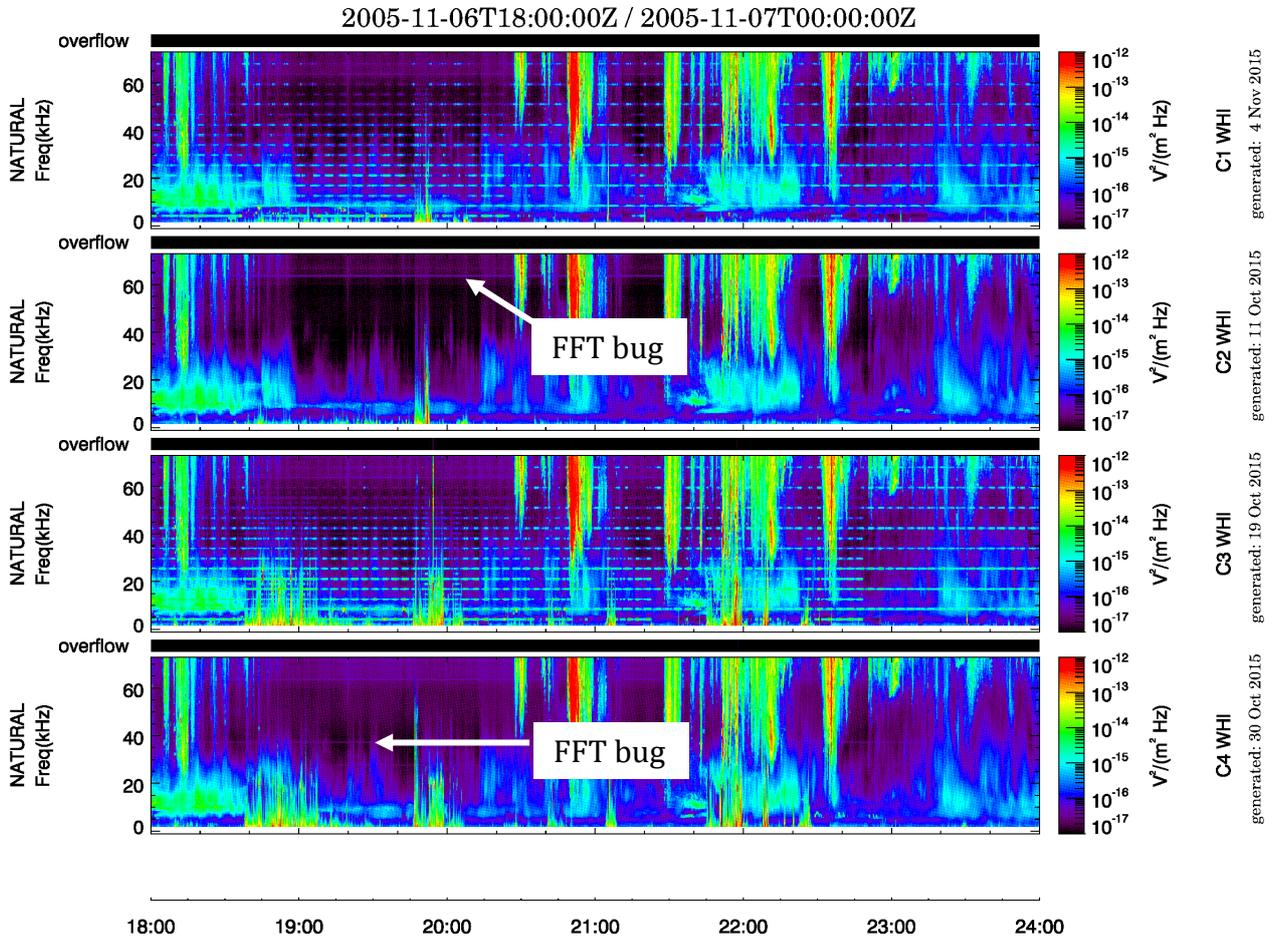 2005-11-06T18:00:00Z / 2005-11-07T00:00:00Z
overflow
NATURAL
Freq(kHz)
60
40
20
0
10⁻¹²
10⁻¹³
10⁻¹⁴
10⁻¹⁵
10⁻¹⁶
10⁻¹⁷
V²/(m² Hz)
C1 WHI
generated: 4 Nov 2015
overflow
NATURAL
Freq(kHz)
60
40
20
0
FFT bug
10⁻¹²
10⁻¹³
10⁻¹⁴
10⁻¹⁵
10⁻¹⁶
10⁻¹⁷
V²/(m² Hz)
C2 WHI
generated: 11 Oct 2015
overflow
NATURAL
Freq(kHz)
60
40
20
0
10⁻¹²
10⁻¹³
10⁻¹⁴
10⁻¹⁵
10⁻¹⁶
10⁻¹⁷
V²/(m² Hz)
C3 WHI
generated: 19 Oct 2015
overflow
NATURAL
Freq(kHz)
60
40
20
0
FFT bug
10⁻¹²
10⁻¹³
10⁻¹⁴
10⁻¹⁵
10⁻¹⁶
10⁻¹⁷
V²/(m² Hz)
C4 WHI
generated: 30 Oct 2015
18:00 19:00 20:00 21:00 22:00 23:00 24:00